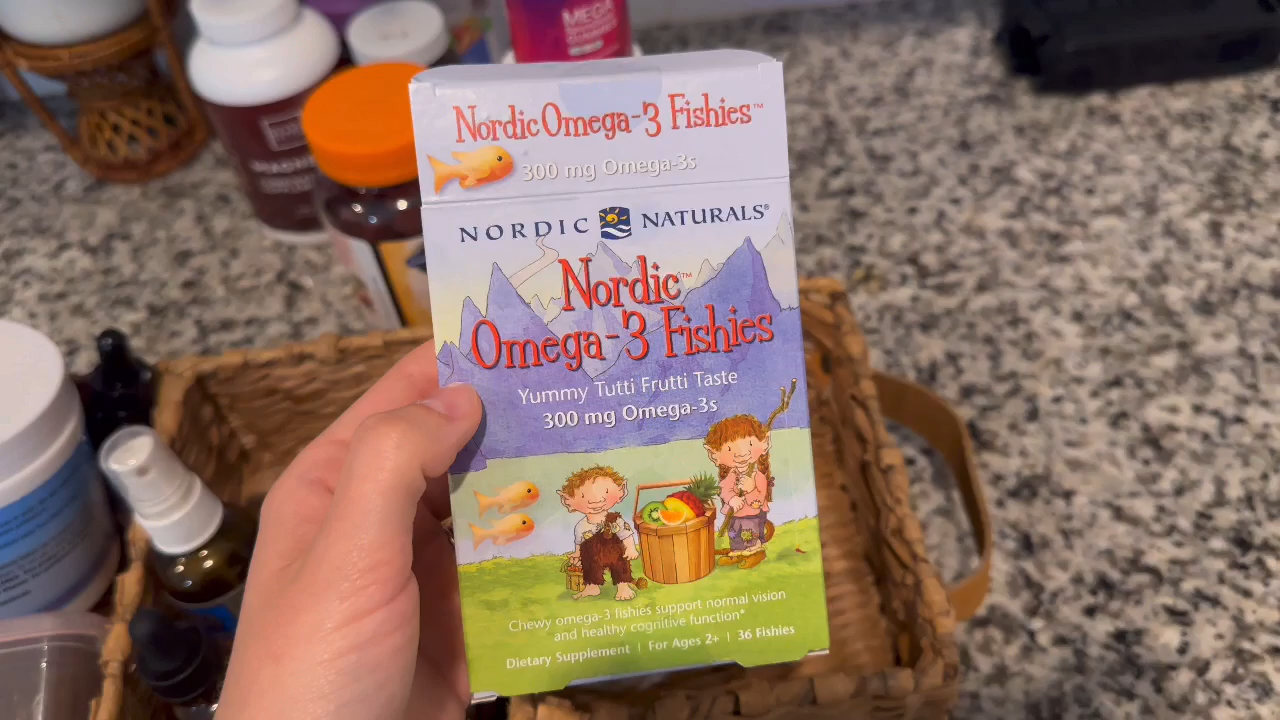 MEGA
Nordic Omega-3 Fishies™
300 mg Omega-3s
NORDIC NATURALS®
Nordic™
Omega-3 Fishies
Yummy Tutti Frutti Taste
300 mg Omega-3s
Chewy omega-3 fishies support normal vision
and healthy cognitive function*
Dietary Supplement | For Ages 2+ | 36 Fishies